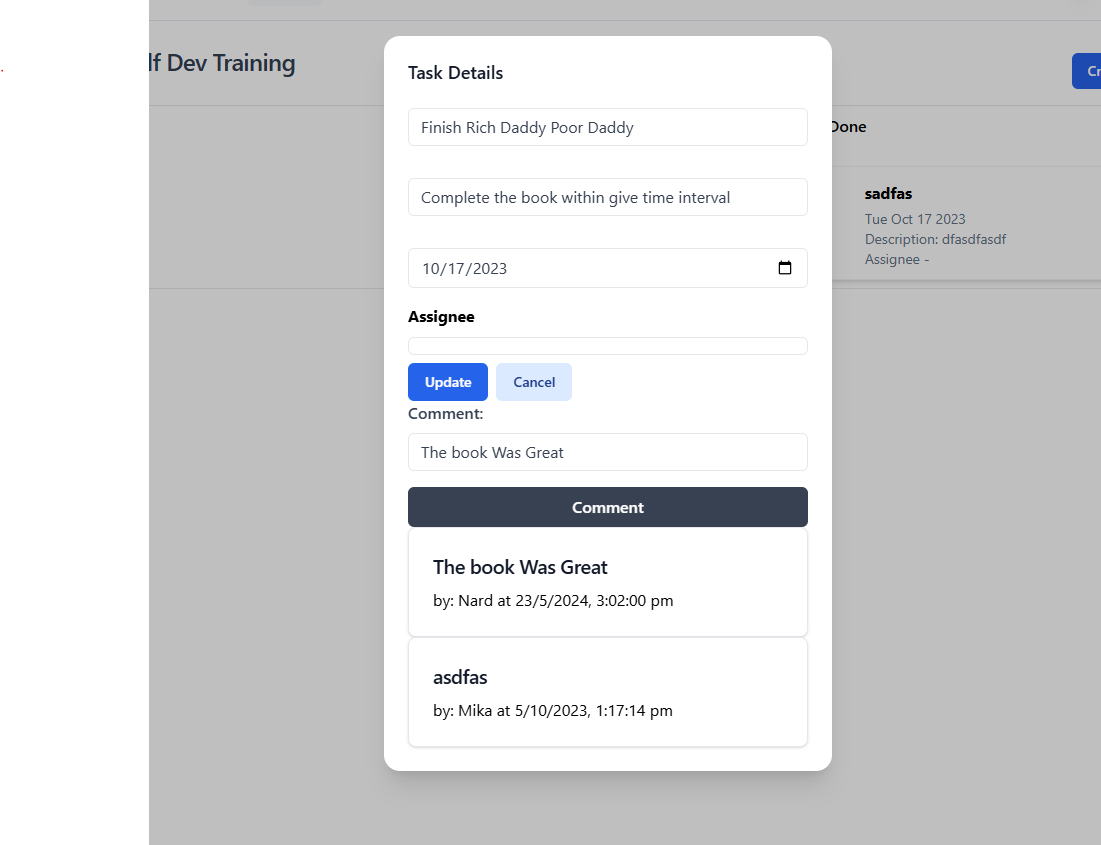 lf Dev Training
Cr
Task Details
Finish Rich Daddy Poor Daddy
Complete the book within give time interval
10/17/2023
Assignee
Update Cancel
Comment:
The book Was Great
Comment
The book Was Great
by: Nard at 23/5/2024, 3:02:00 pm
asdfas
by: Mika at 5/10/2023, 1:17:14 pm
Done
sadfas
Tue Oct 17 2023
Description: dfasdfasdf
Assignee -